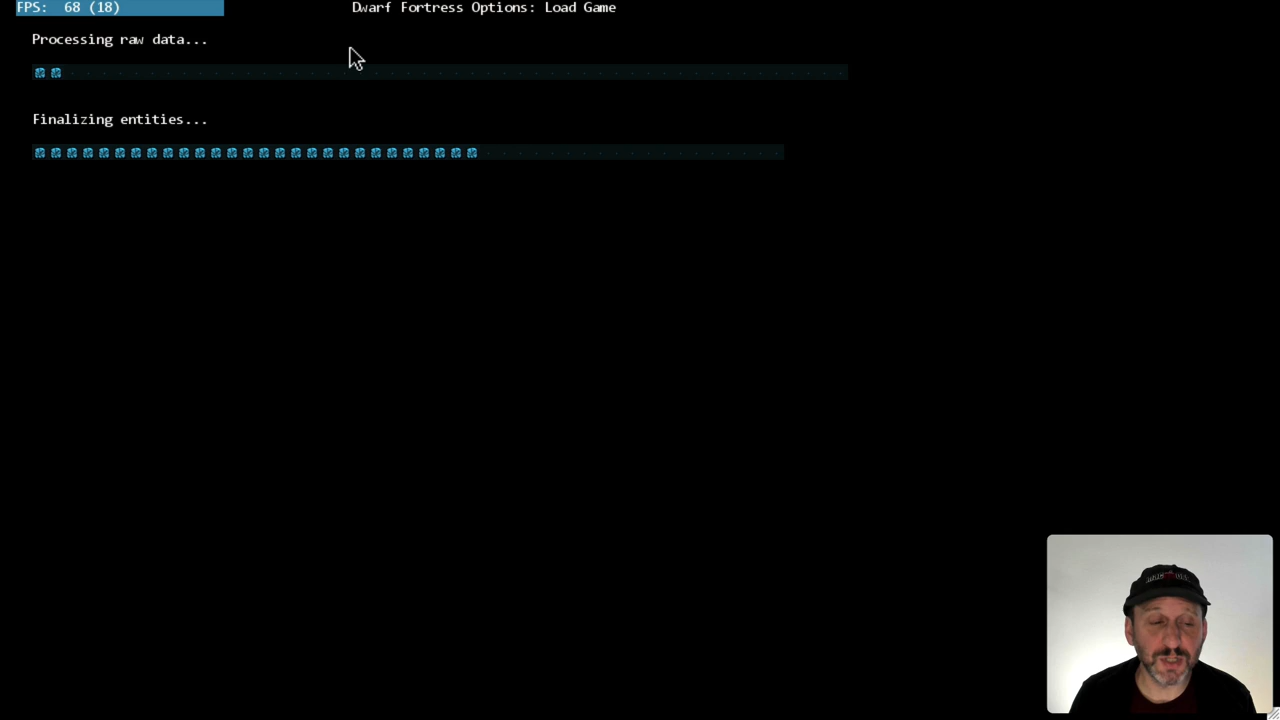 FPS: 68 (18)
Dwarf Fortress Options: Load Game
Processing raw data...
Finalizing entities...